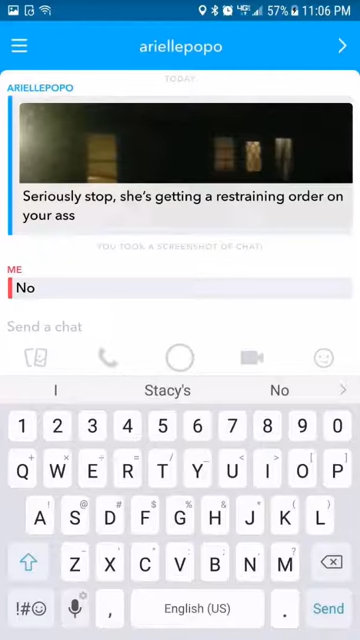 57% 11:06 PM
ariellepopo
TODAY
ARIELLEPOPO
Seriously stop, she's getting a restraining order on
your ass
YOU TOOK A SCREENSHOT OF CHAT!
ME
No
Send a chat
I Stacy's No
1 2 3 4 5 6 7 8 9 0
Q W E R T Y U I O P
A S D F G H J K L
Z X C V B N M
!#☺ , English (US) . Send